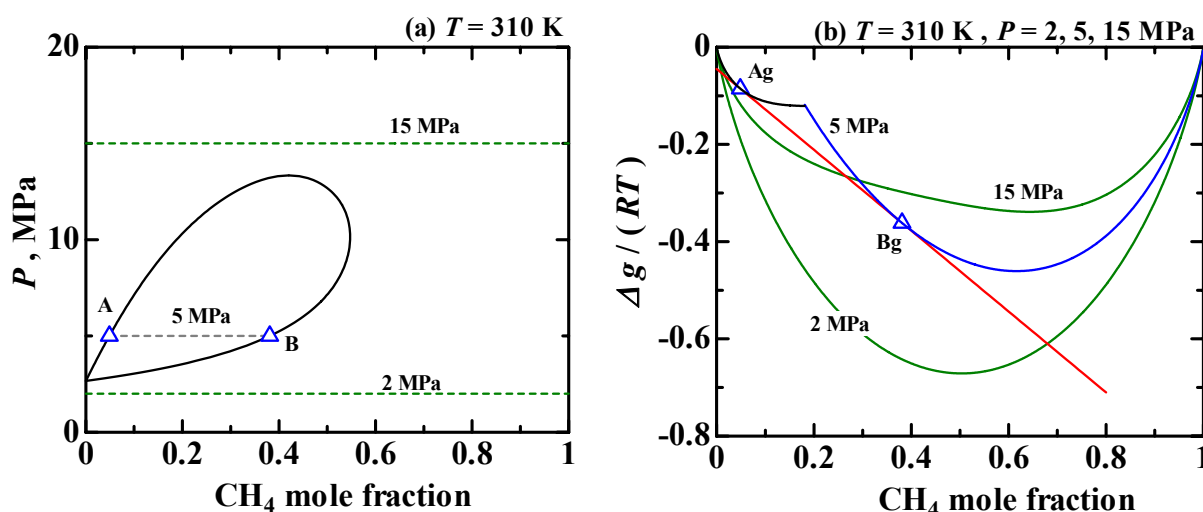 (a) T = 310 K
20
15 MPa
P , MPa
10
A
5 MPa
B
2 MPa
0
0 0.2 0.4 0.6 0.8 1
CH4 mole fraction
(b) T = 310 K , P = 2, 5, 15 MPa
0
Ag
5 MPa
-0.2
15 MPa
Δg / ( RT )
-0.4
Bg
-0.6
2 MPa
-0.8
0 0.2 0.4 0.6 0.8 1
CH4 mole fraction